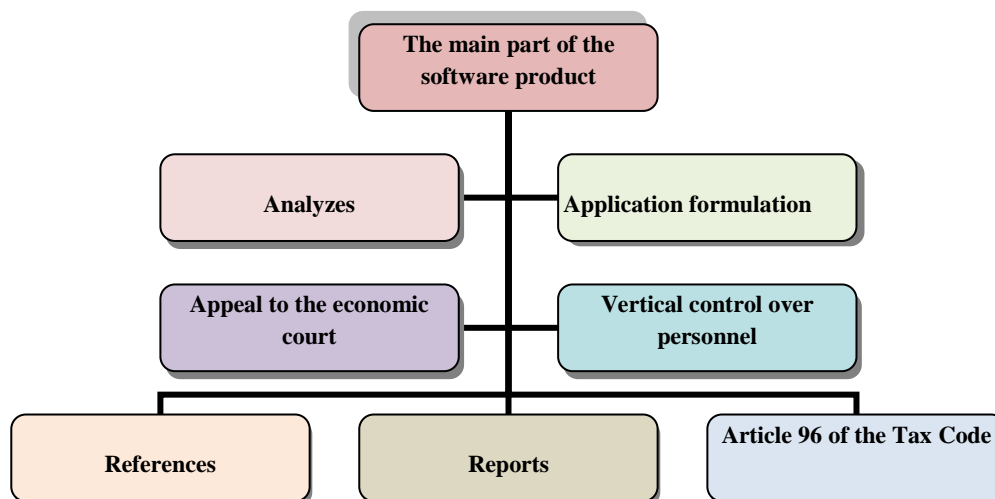 The main part of the
software product
Analyzes
Application formulation
Appeal to the economic
court
Vertical control over
personnel
References
Reports
Article 96 of the Tax Code